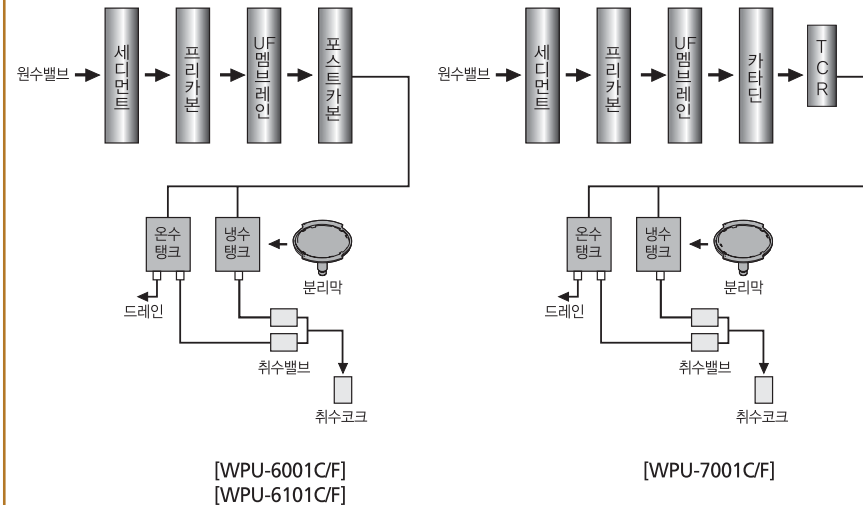 원수밸브
세디먼트
프리카본
UF멤브레인
포스트카본
온수
탱크
냉수
탱크
분리막
드레인
취수밸브
취수코크
[WPU-6001C/F]
[WPU-6101C/F]
원수밸브
세디먼트
프리카본
UF멤브레인
카타딘
TCR
온수
탱크
냉수
탱크
분리막
드레인
취수밸브
취수코크
[WPU-7001C/F]